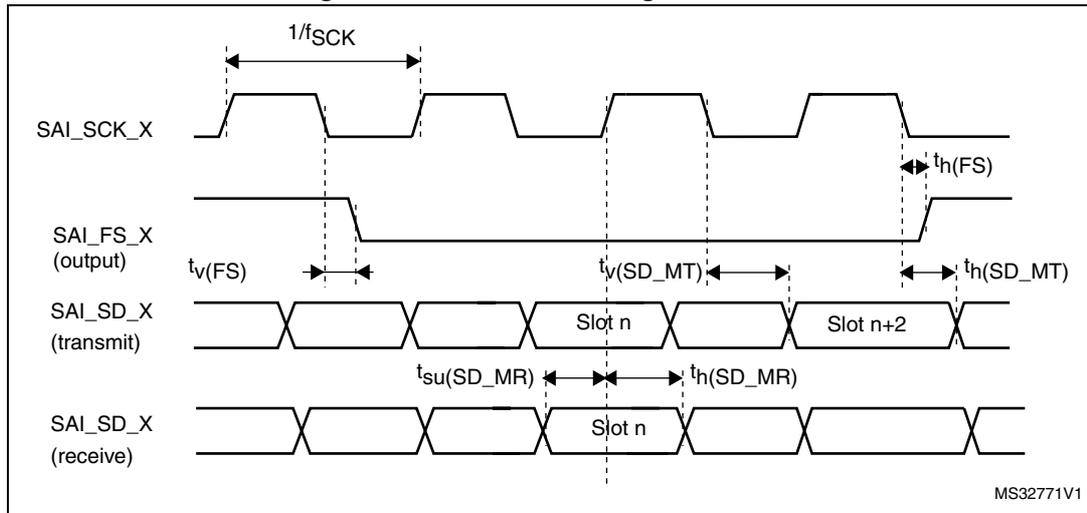 1/fSCK
SAI_SCK_X
th(FS)
SAI_FS_X
(output)
tv(FS)
tv(SD_MT)
th(SD_MT)
SAI_SD_X
(transmit)
Slot n
Slot n+2
tsu(SD_MR)
th(SD_MR)
SAI_SD_X
(receive)
Slot n
MS32771V1